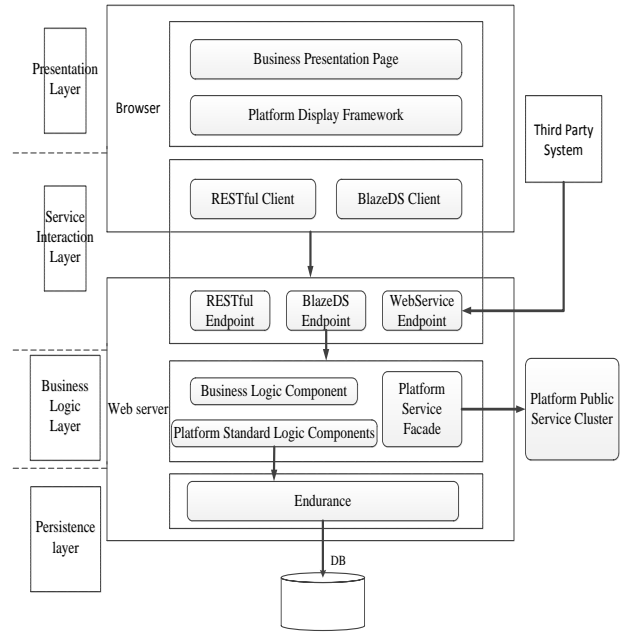 Presentation
Layer
Browser
Business Presentation Page
Platform Display Framework
Third Party
System
Service
Interaction
Layer
RESTful Client
BlazeDS Client
RESTful
Endpoint
BlazeDS
Endpoint
WebService
Endpoint
Business
Logic
Layer
Web server
Business Logic Component
Platform Standard Logic Components
Platform
Service
Facade
Platform Public
Service Cluster
Persistence
layer
Endurance
DB